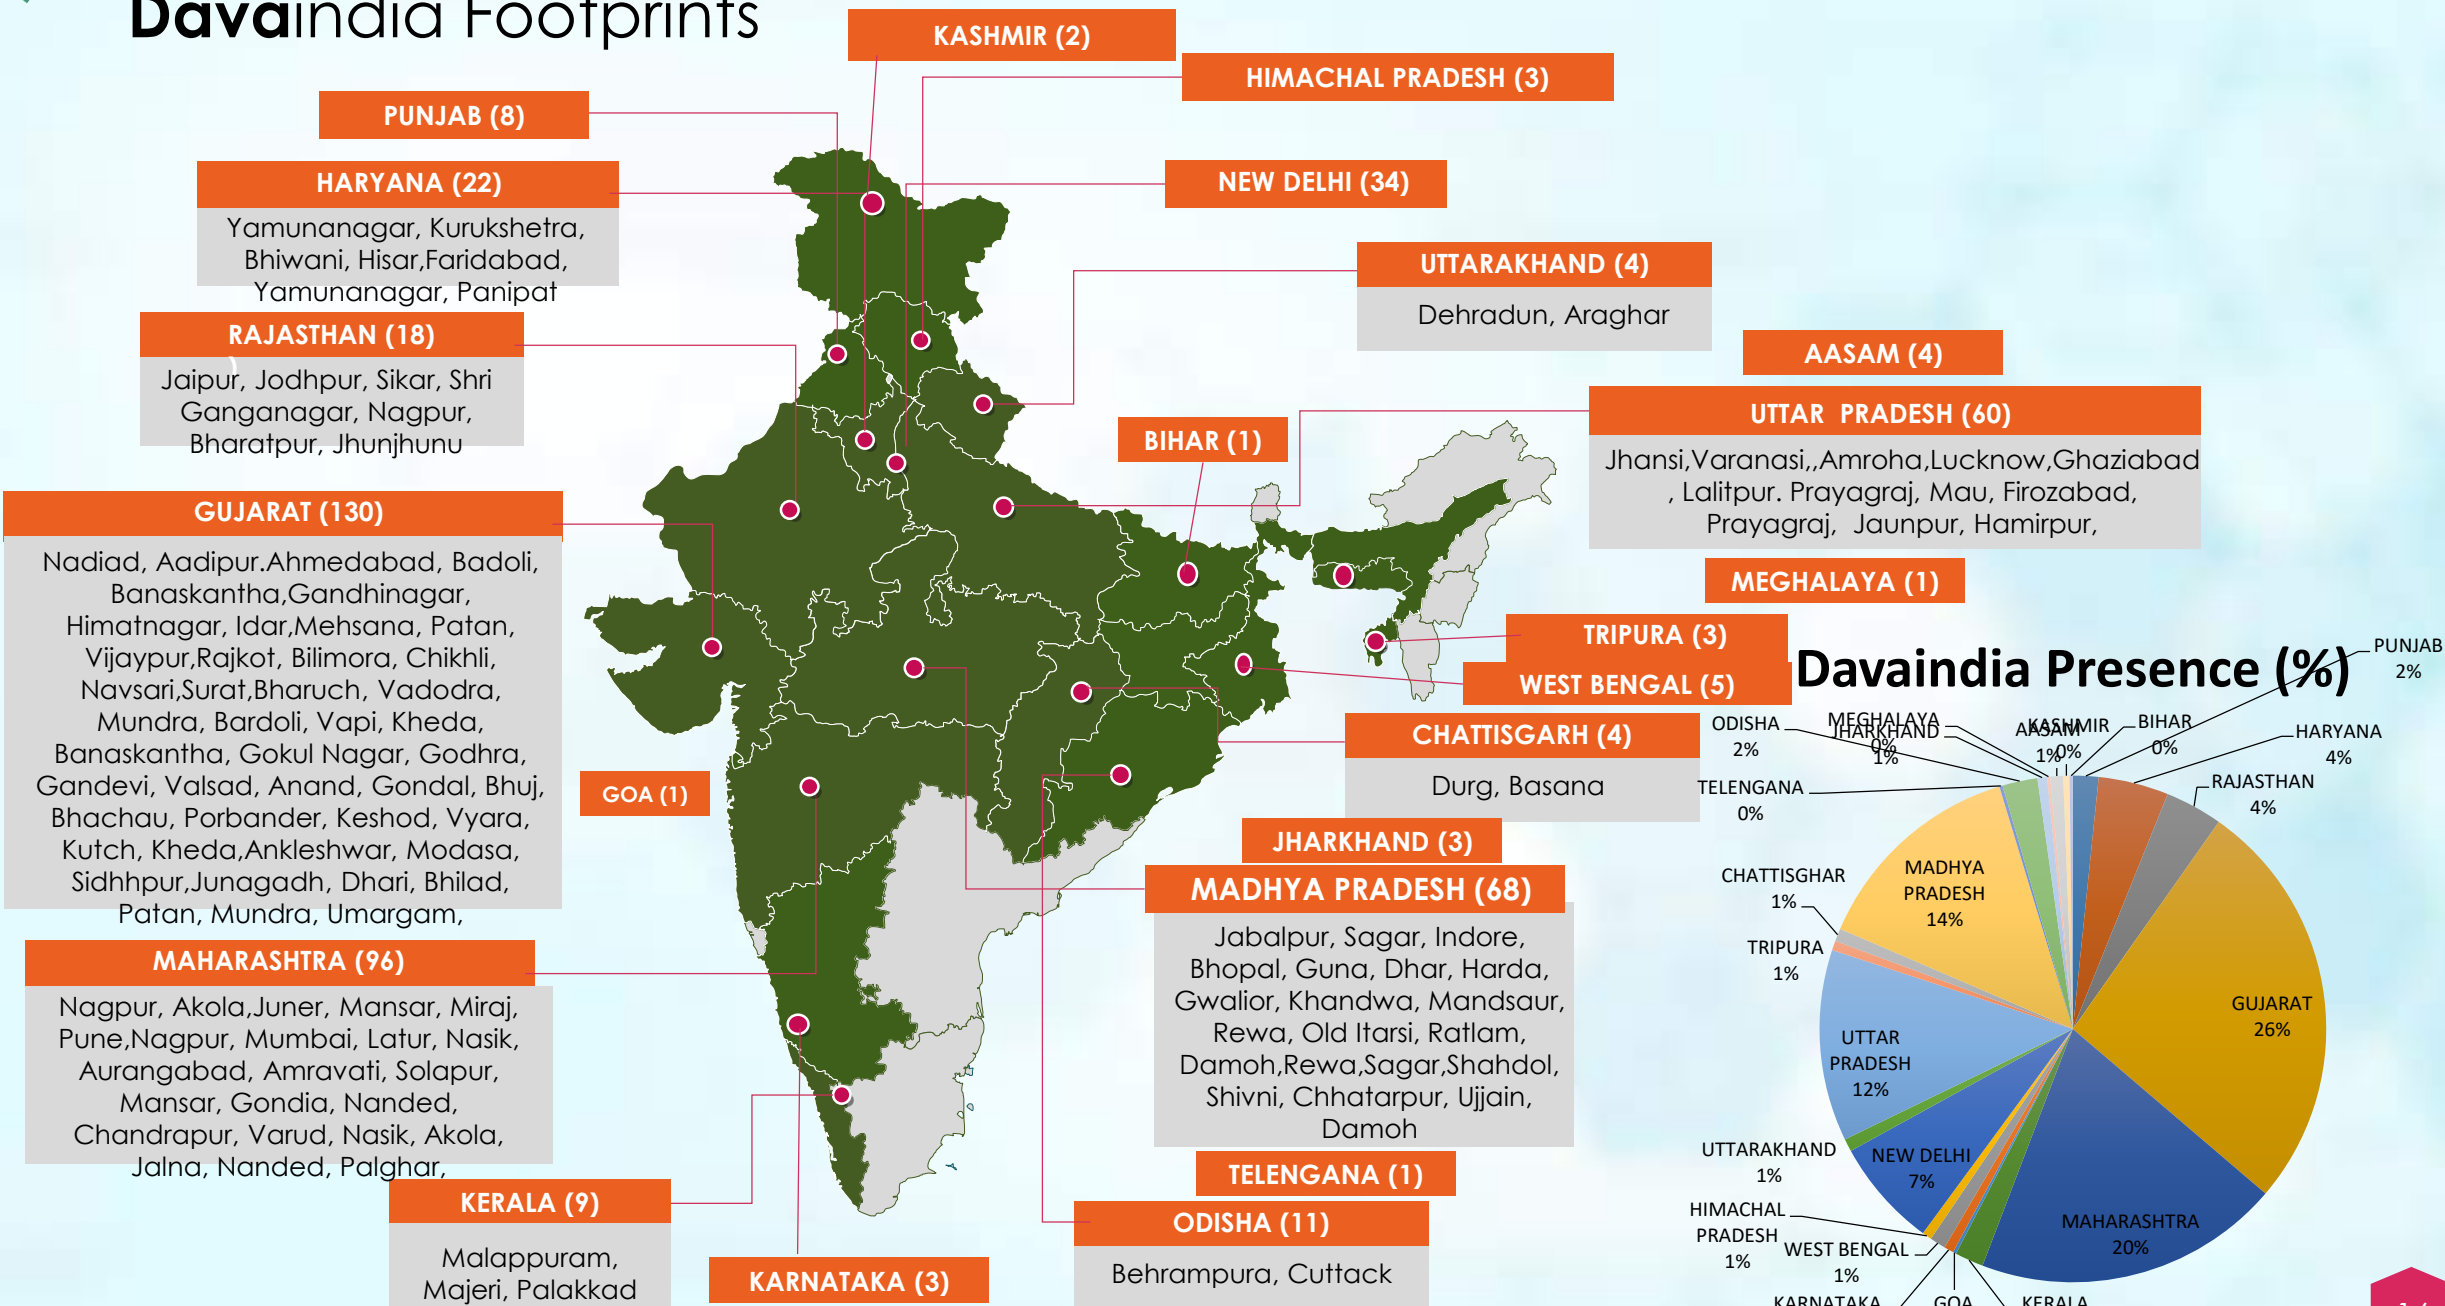 Davaindia Footprints
KASHMIR (2)
HIMACHAL PRADESH (3)
PUNJAB (8)
HARYANA (22)
Yamunanagar, Kurukshetra,
Bhiwani, Hisar,Faridabad,
Yamunanagar, Panipat
NEW DELHI (34)
UTTARAKHAND (4)
Dehradun, Araghar
RAJASTHAN (18)
)
Jaipur, Jodhpur, Sikar, Shri
Ganganagar, Nagpur,
Bharatpur, Jhunjhunu
AASAM (4)
UTTAR  PRADESH (60)
Jhansi,Varanasi,,Amroha,Lucknow,Ghaziabad
, Lalitpur. Prayagraj, Mau, Firozabad,
Prayagraj,  Jaunpur, Hamirpur,
BIHAR (1)
GUJARAT (130)
Nadiad, Aadipur.Ahmedabad, Badoli,
Banaskantha,Gandhinagar,
Himatnagar, Idar,Mehsana, Patan,
Vijaypur,Rajkot, Bilimora, Chikhli,
Navsari,Surat,Bharuch, Vadodra,
Mundra, Bardoli, Vapi, Kheda,
Banaskantha, Gokul Nagar, Godhra,
Gandevi, Valsad, Anand, Gondal, Bhuj,
Bhachau, Porbander, Keshod, Vyara,
Kutch, Kheda,Ankleshwar, Modasa,
Sidhhpur,Junagadh, Dhari, Bhilad,
Patan, Mundra, Umargam,
MEGHALAYA (1)
TRIPURA (3)
WEST BENGAL (5)
CHATTISGARH (4)
Durg, Basana
GOA (1)
JHARKHAND (3)
MADHYA PRADESH (68)
Jabalpur, Sagar, Indore,
Bhopal, Guna, Dhar, Harda,
Gwalior, Khandwa, Mandsaur,
Rewa, Old Itarsi, Ratlam,
Damoh,Rewa,Sagar,Shahdol,
Shivni, Chhatarpur, Ujjain,
Damoh
MAHARASHTRA (96)
Nagpur, Akola,Juner, Mansar, Miraj,
Pune,Nagpur, Mumbai, Latur, Nasik,
Aurangabad, Amravati, Solapur,
Mansar, Gondia, Nanded,
Chandrapur, Varud, Nasik, Akola,
Jalna, Nanded, Palghar,
TELENGANA (1)
KERALA (9)
Malappuram,
Majeri, Palakkad
KARNATAKA (3)
ODISHA (11)
Behrampura, Cuttack
Davaindia Presence (%)
PUNJAB
2%
HARYANA
4%
RAJASTHAN
4%
GUJARAT
26%
MAHARASHTRA
20%
KERALA
GOA
KARNATAKA
WEST BENGAL
1%
HIMACHAL
PRADESH
1%
NEW DELHI
7%
UTTARAKHAND
1%
UTTAR
PRADESH
12%
TRIPURA
1%
CHATTISGHAR
1%
MADHYA
PRADESH
14%
TELENGANA
0%
ODISHA
2%
MEGHALAYA
0%
JHARKHAND
1%
AASAM
1%
KASHMIR
0%
BIHAR
0%